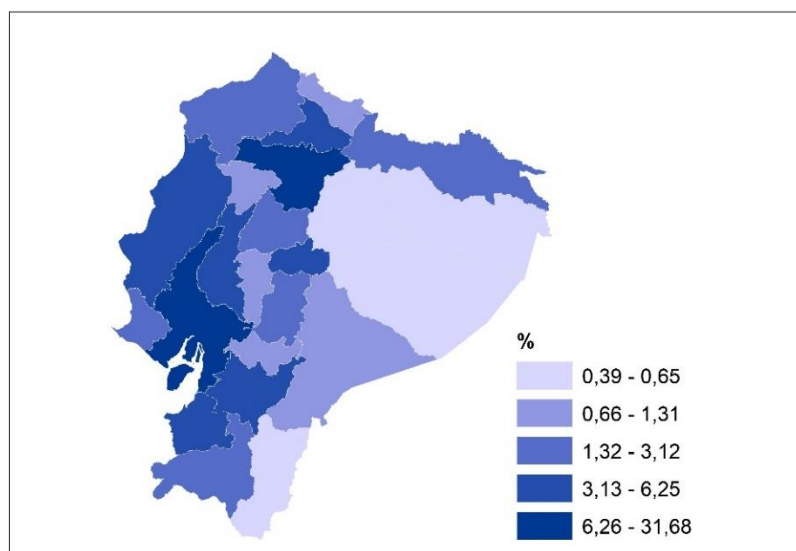 %
0,39 - 0,65
0,66 - 1,31
1,32 - 3,12
3,13 - 6,25
6,26 - 31,68